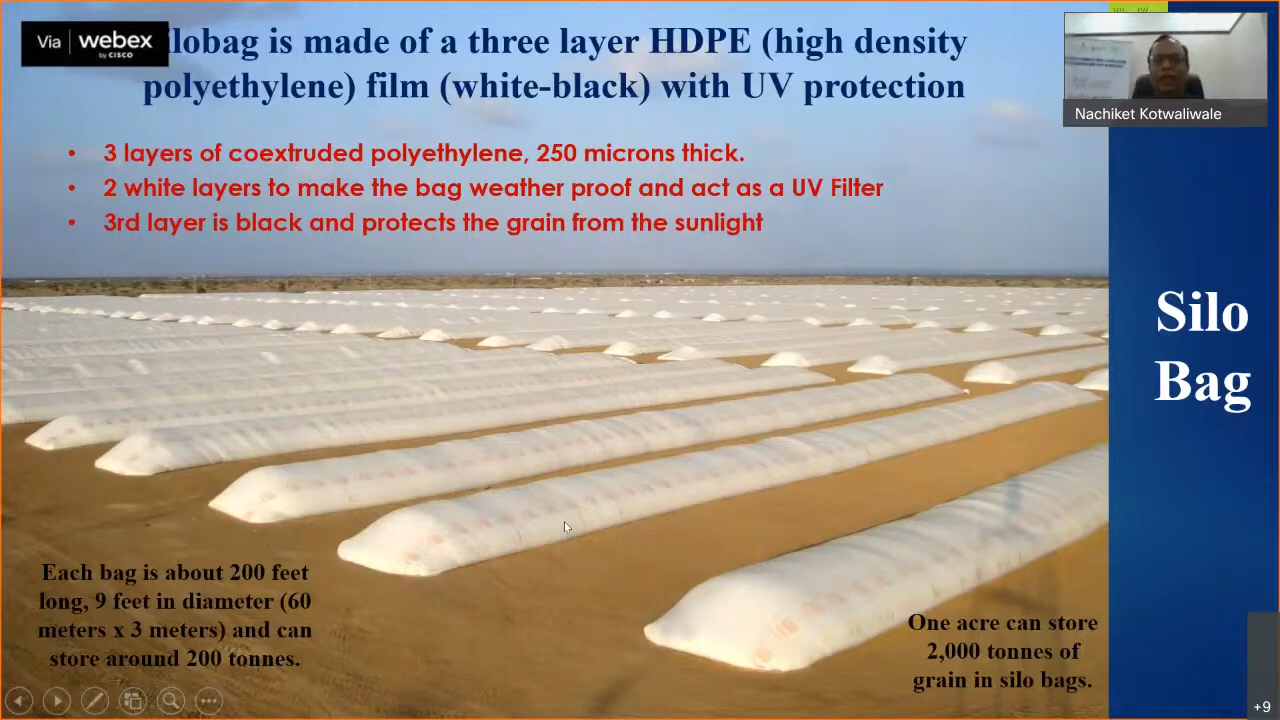 Via webex
by CISCO
lobag is made of a three layer HDPE (high density
polyethylene) film (white-black) with UV protection
Nachiket Kotwaliwale
• 3 layers of coextruded polyethylene, 250 microns thick.
• 2 white layers to make the bag weather proof and act as a UV Filter
• 3rd layer is black and protects the grain from the sunlight
Silo
Bag
Each bag is about 200 feet
long, 9 feet in diameter (60
meters x 3 meters) and can
store around 200 tonnes.
One acre can store
2,000 tonnes of
grain in silo bags.
+9